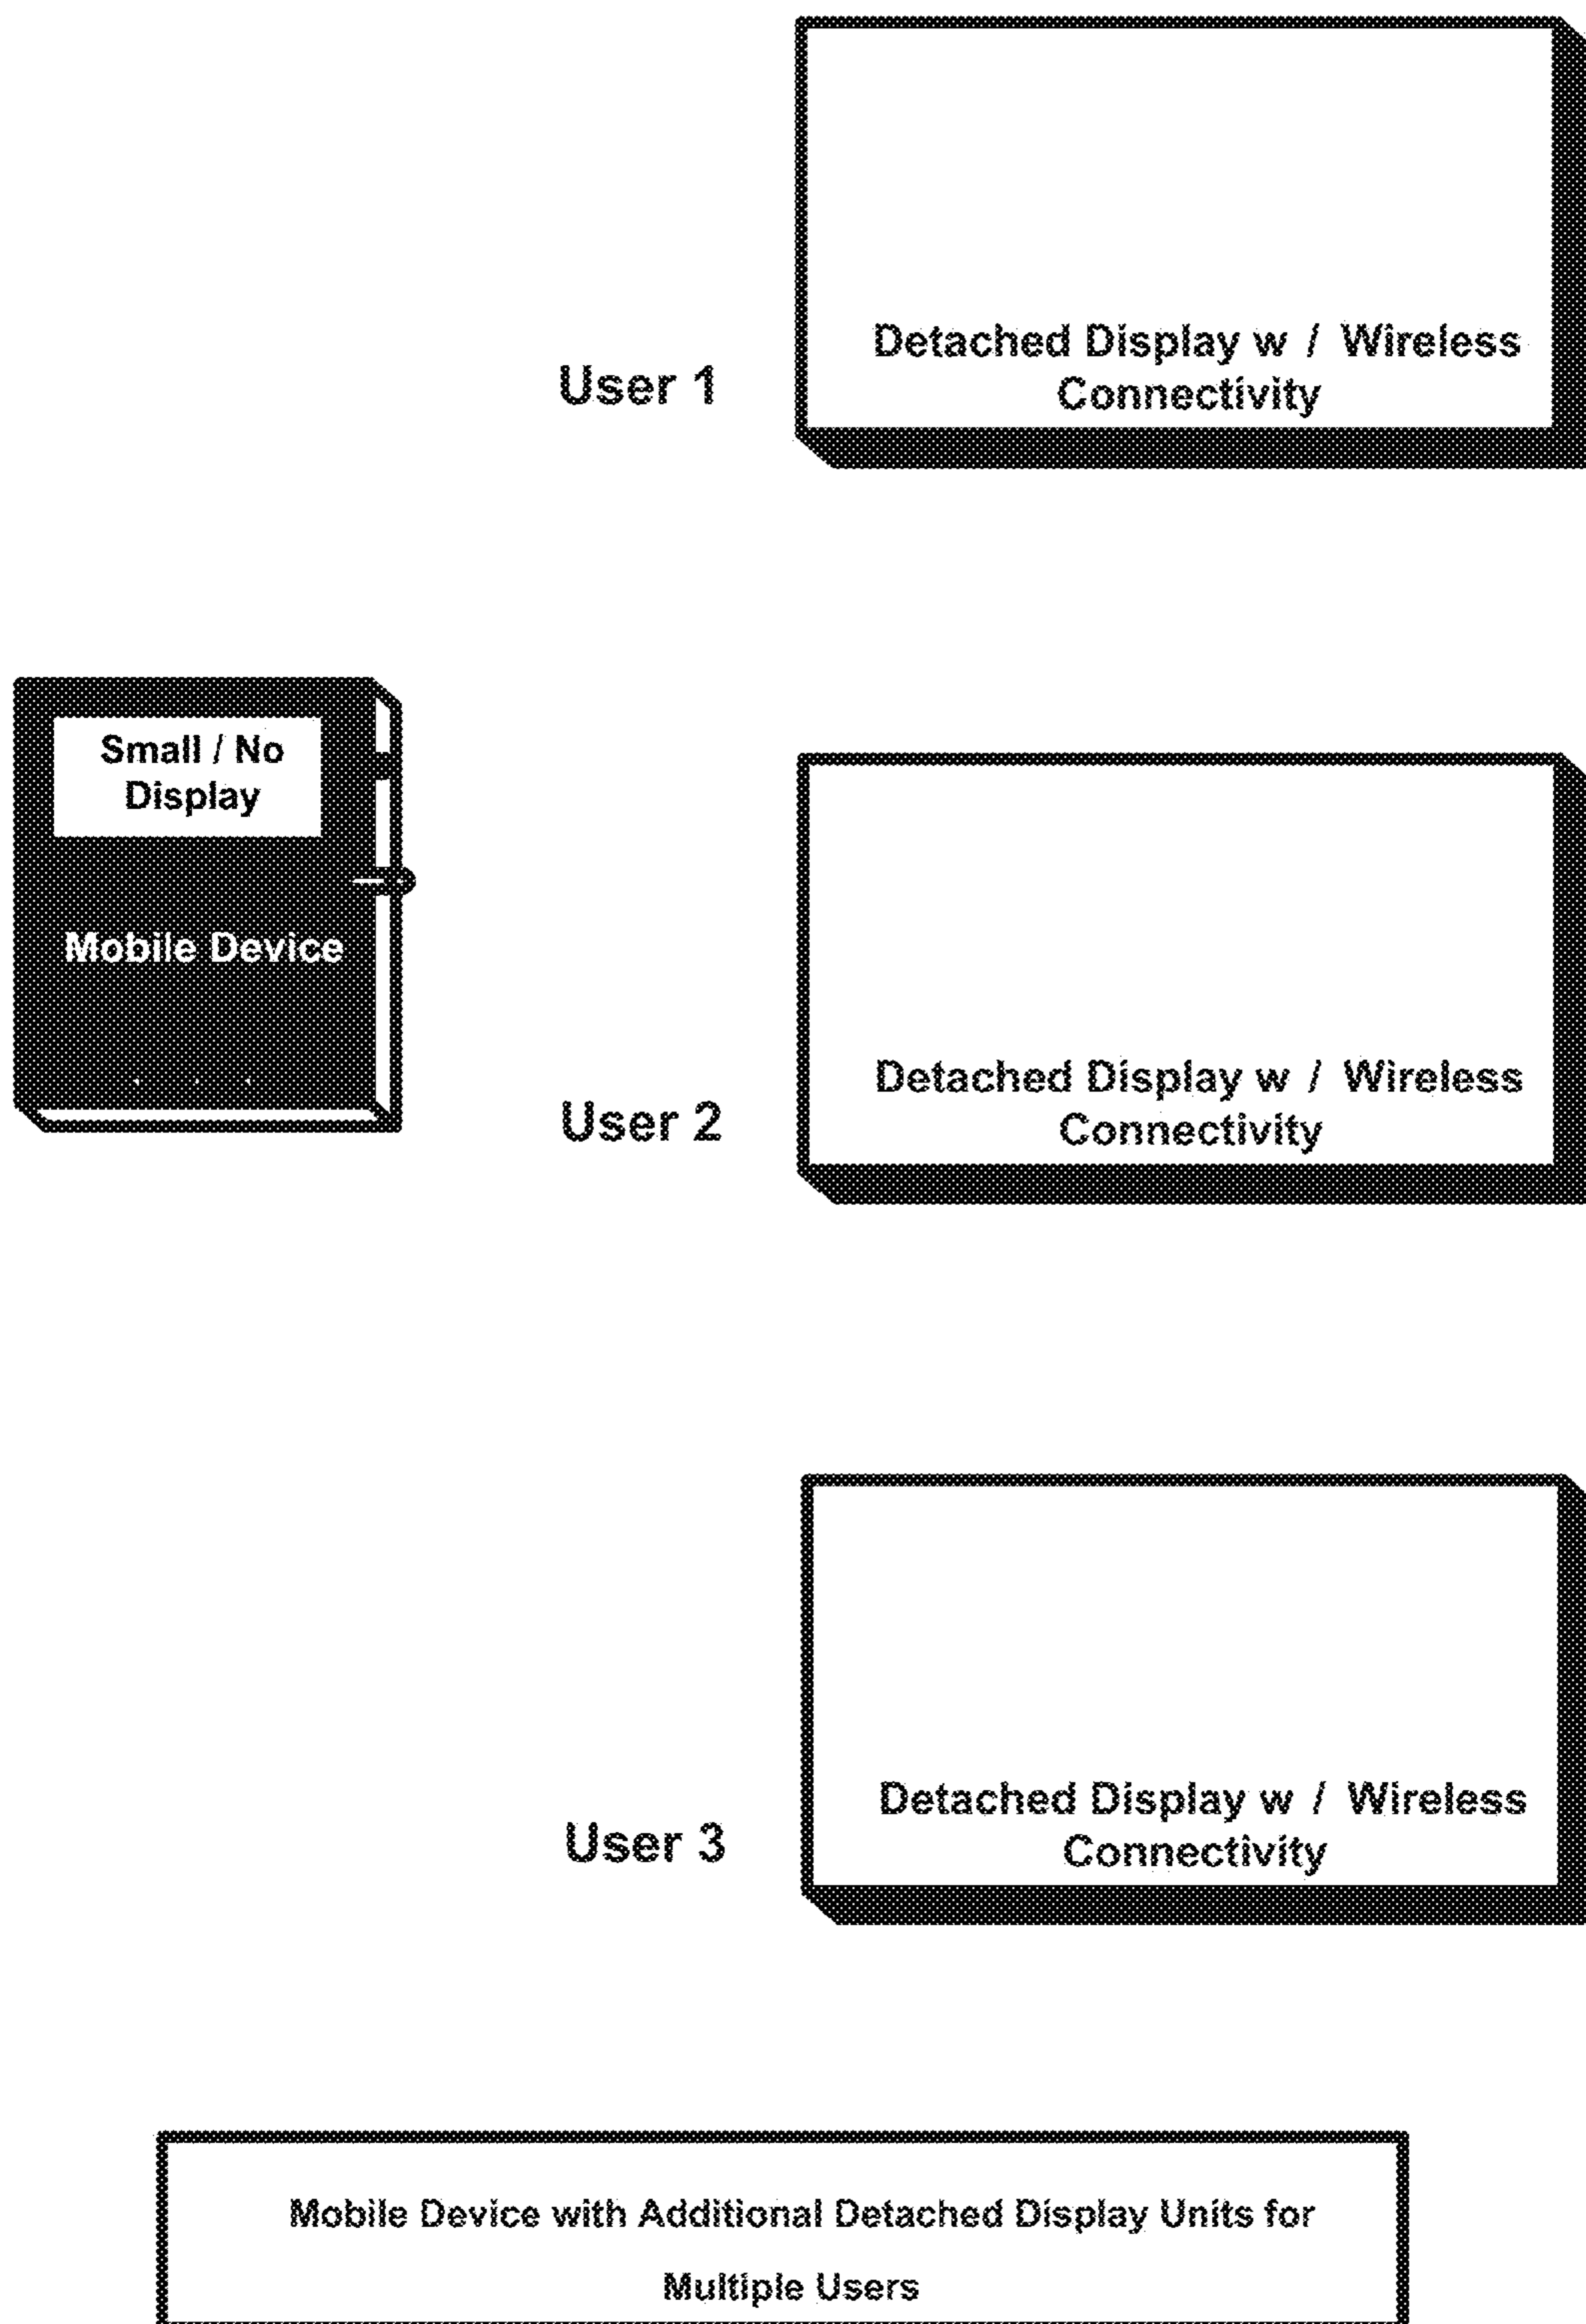 Detached Display w / Wireless
Connectivity
User 1
Small / No
Display
Mobile Device
Detached Display w / Wireless
Connectivity
User 2
Detached Display w / Wireless
Connectivity
User 3
Mobile Device with Additional Detached Display Units for
Multiple Users